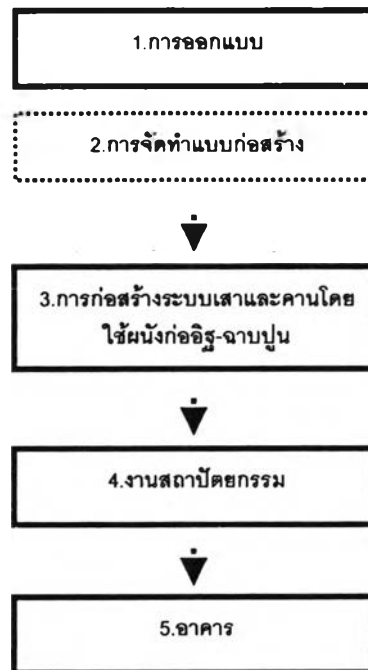 1.การออกแบบ
2.การจัดทำแบบก่อสร้าง
3.การก่อสร้างระบบเสาและคานโดย
ใช้ผนังก่ออิฐ-ฉาบปูน
4.งานสถาปัตยกรรม
5.อาคาร